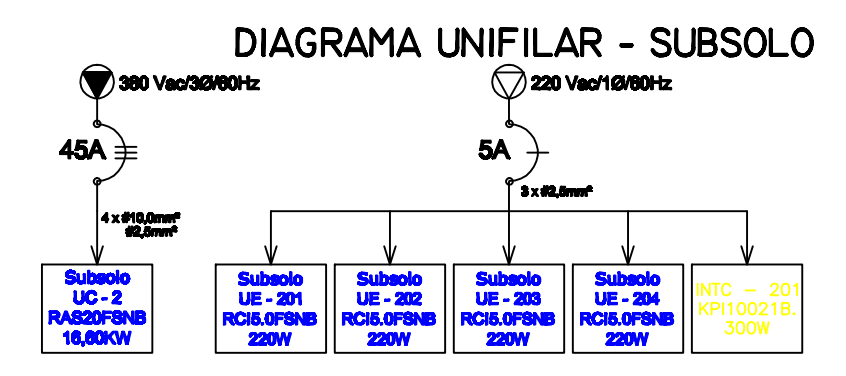 DIAGRAMA UNIFILAR - SUBSOLO
380 Vac/3Ø/60Hz
220 Vac/1Ø/60Hz
45A
5A
3 x #2,5mm²
4 x #10,0mm²
#2,5mm²
Subsolo
UC - 2
RAS20FSNB
16,60KW
Subsolo
UE - 201
RCI5.0FSNB
220W
Subsolo
UE - 202
RCI5.0FSNB
220W
Subsolo
UE - 203
RCI5.0FSNB
220W
Subsolo
UE - 204
RCI5.0FSNB
220W
INTC - 201
KPI10021B.
300W